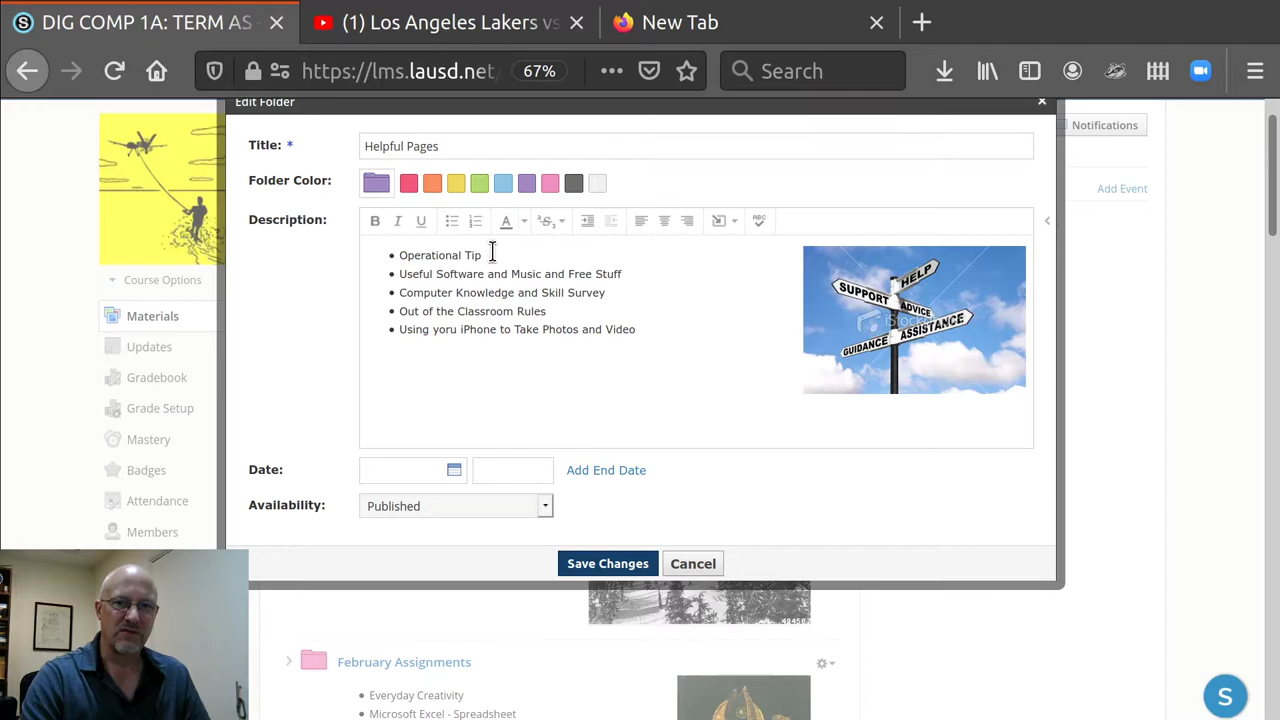 DIG COMP 1A: TERM AS
(1) Los Angeles Lakers vs
New Tab
https://lms.lausd.net,
67%
Search
Edit Folder
Notifications
Title: *
Helpful Pages
Folder Color:
Add Event
Description:
B I U
ABC
Operational Tip
Useful Software and Music and Free Stuff
Computer Knowledge and Skill Survey
Out of the Classroom Rules
Using yoru iPhone to Take Photos and Video
HELP
SUPPORT
ADVICE
iStock
GUIDANCE
ASSISTANCE
Course Options
Materials
Updates
Gradebook
Grade Setup
Mastery
Badges
Attendance
Members
Date:
Add End Date
Availability:
Published
Save Changes
Cancel
February Assignments
Everyday Creativity
Microsoft Excel - Spreadsheet
S